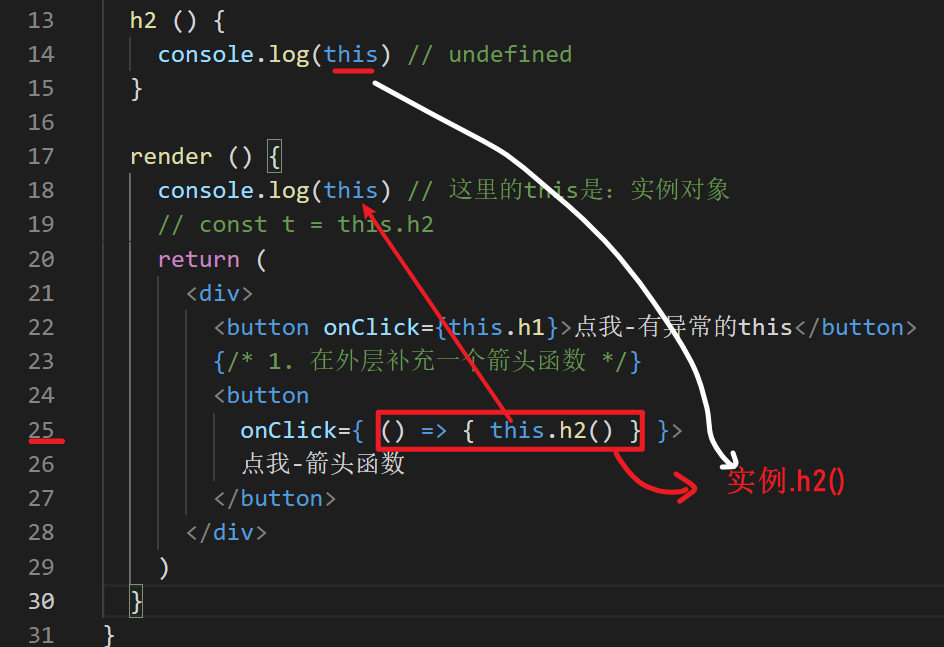 13 h2 () {
14 console.log(this) // undefined
15 }
16
17 render () {
18 console.log(this) // 这里的this是：实例对象
19 // const t = this.h2
20 return (
21 <div>
22 <button onClick={this.h1}>点我-有异常的this</button>
23 {/* 1. 在外层补充一个箭头函数 */}
24 <button
25 onClick={ () => { this.h2() } }>
26 点我-箭头函数
实例.h2()
27 </button>
28 </div>
29 )
30 }
31 }